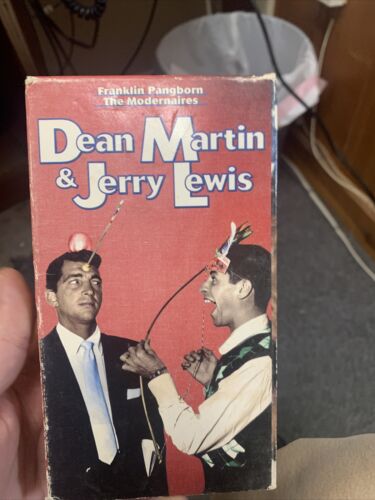 Franklin Pangborn
The Modernaires
Dean Martin
& Jerry Lewis